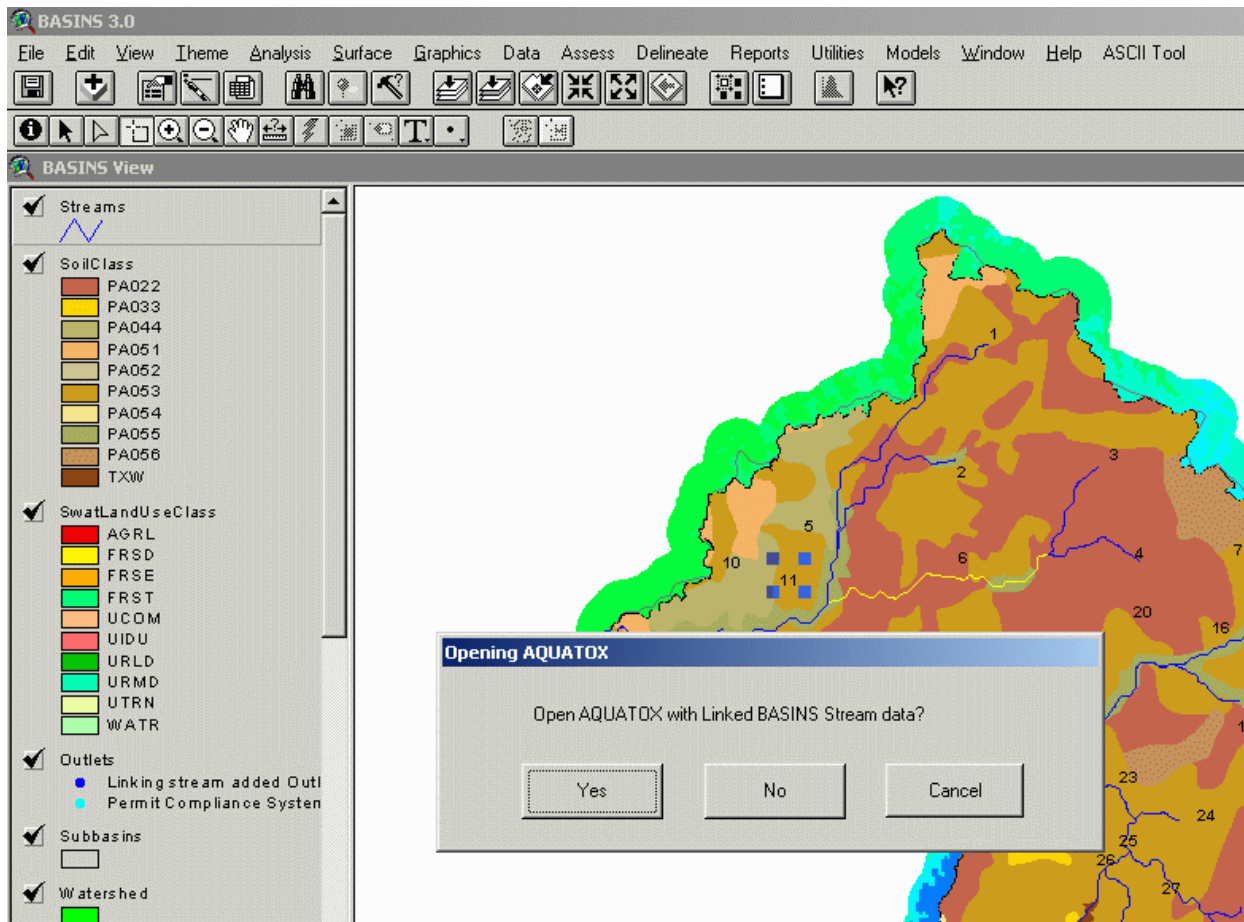 BASINS 3.0
File Edit View Theme Analysis Surface Graphics Data Assess Delineate Reports Utilities Models Window Help ASCII Tool
BASINS View
Streams
SoilClass
PA022
PA033
PA044
PA051
PA052
PA053
PA054
PA055
PA056
TXW
SwatLandUseClass
AGRL
FRSD
FRSE
FRST
UCOM
UIDU
URLD
URMD
UTRN
WATR
Outlets
Linking stream added Outl
Permit Compliance System
Subbasins
Watershed
1
2
3
5
4
7
6
10
11
20
16
Opening AQUATOX
Open AQUATOX with Linked BASINS Stream data?
Yes No Cancel
1
23
24
25
26
27